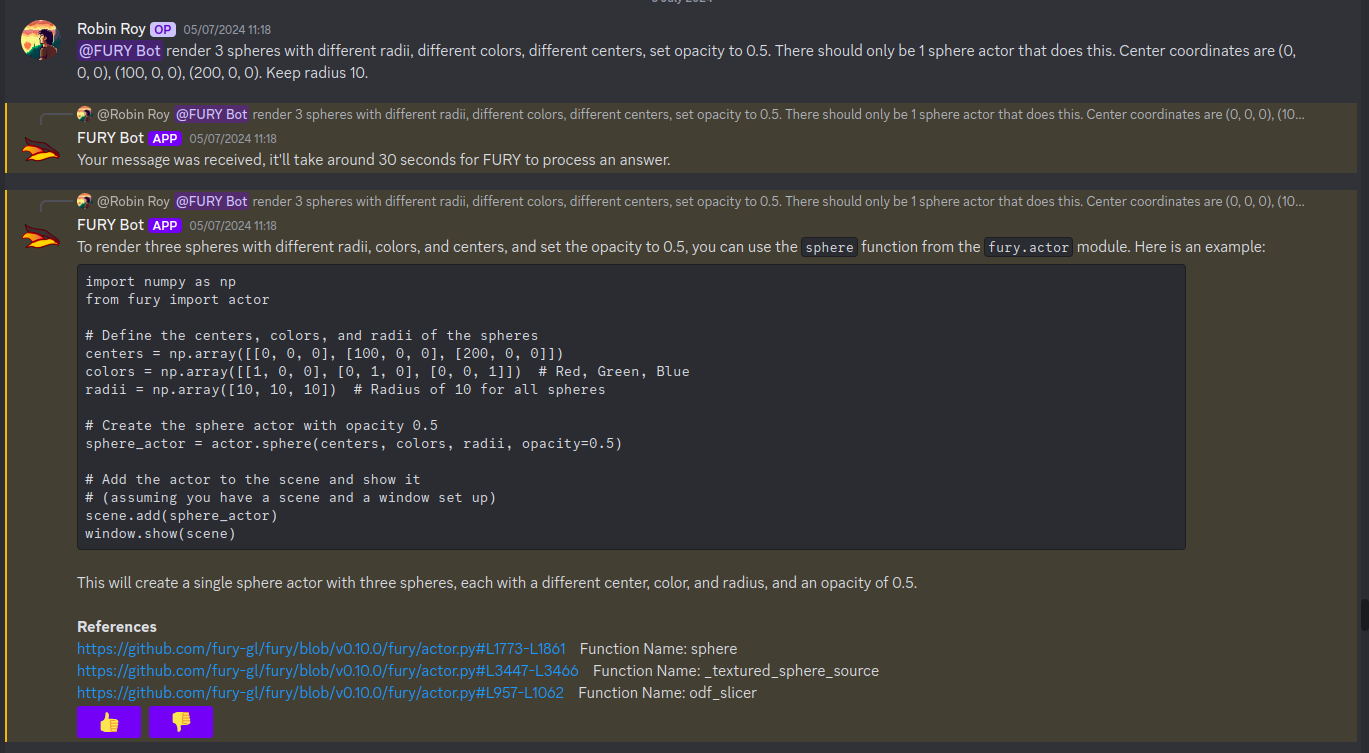 Robin Roy OP 05/07/2024 11:18
@FURY Bot render 3 spheres with different radii, different colors, different centers, set opacity to 0.5. There should only be 1 sphere actor that does this. Center coordinates are (0,
0, 0), (100, 0, 0), (200, 0, 0). Keep radius 10.
@Robin Roy @FURY Bot render 3 spheres with different radii, different colors, different centers, set opacity to 0.5. There should only be 1 sphere actor that does this. Center coordinates are (0, 0, 0), (10...
FURY Bot APP 05/07/2024 11:18
Your message was received, it'll take around 30 seconds for FURY to process an answer.
@Robin Roy @FURY Bot render 3 spheres with different radii, different colors, different centers, set opacity to 0.5. There should only be 1 sphere actor that does this. Center coordinates are (0, 0, 0), (10...
FURY Bot APP 05/07/2024 11:18
To render three spheres with different radii, colors, and centers, and set the opacity to 0.5, you can use the sphere function from the fury.actor module. Here is an example:
import numpy as np
from fury import actor
# Define the centers, colors, and radii of the spheres
centers = np.array([[0, 0, 0], [100, 0, 0], [200, 0, 0]])
colors = np.array([[1, 0, 0], [0, 1, 0], [0, 0, 1]])  # Red, Green, Blue
radii = np.array([10, 10, 10])  # Radius of 10 for all spheres
# Create the sphere actor with opacity 0.5
sphere_actor = actor.sphere(centers, colors, radii, opacity=0.5)
# Add the actor to the scene and show it
# (assuming you have a scene and a window set up)
scene.add(sphere_actor)
window.show(scene)
This will create a single sphere actor with three spheres, each with a different center, color, and radius, and an opacity of 0.5.
References
https://github.com/fury-gl/fury/blob/v0.10.0/fury/actor.py#L1773-L1861 Function Name: sphere
https://github.com/fury-gl/fury/blob/v0.10.0/fury/actor.py#L3447-L3466 Function Name: _textured_sphere_source
https://github.com/fury-gl/fury/blob/v0.10.0/fury/actor.py#L957-L1062 Function Name: odf_slicer